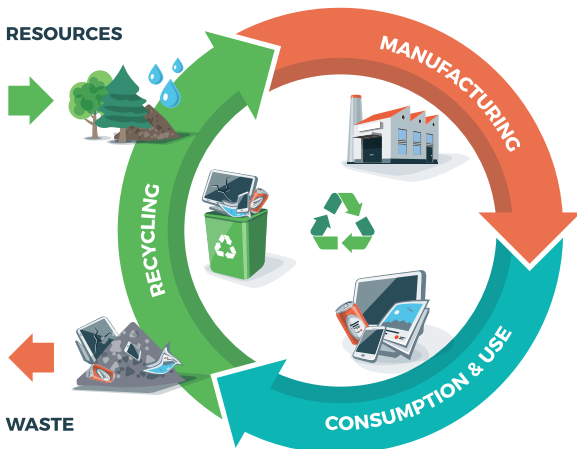 RESOURCES
MANUFACTURING
RECYCLING
CONSUMPTION & USE
WASTE